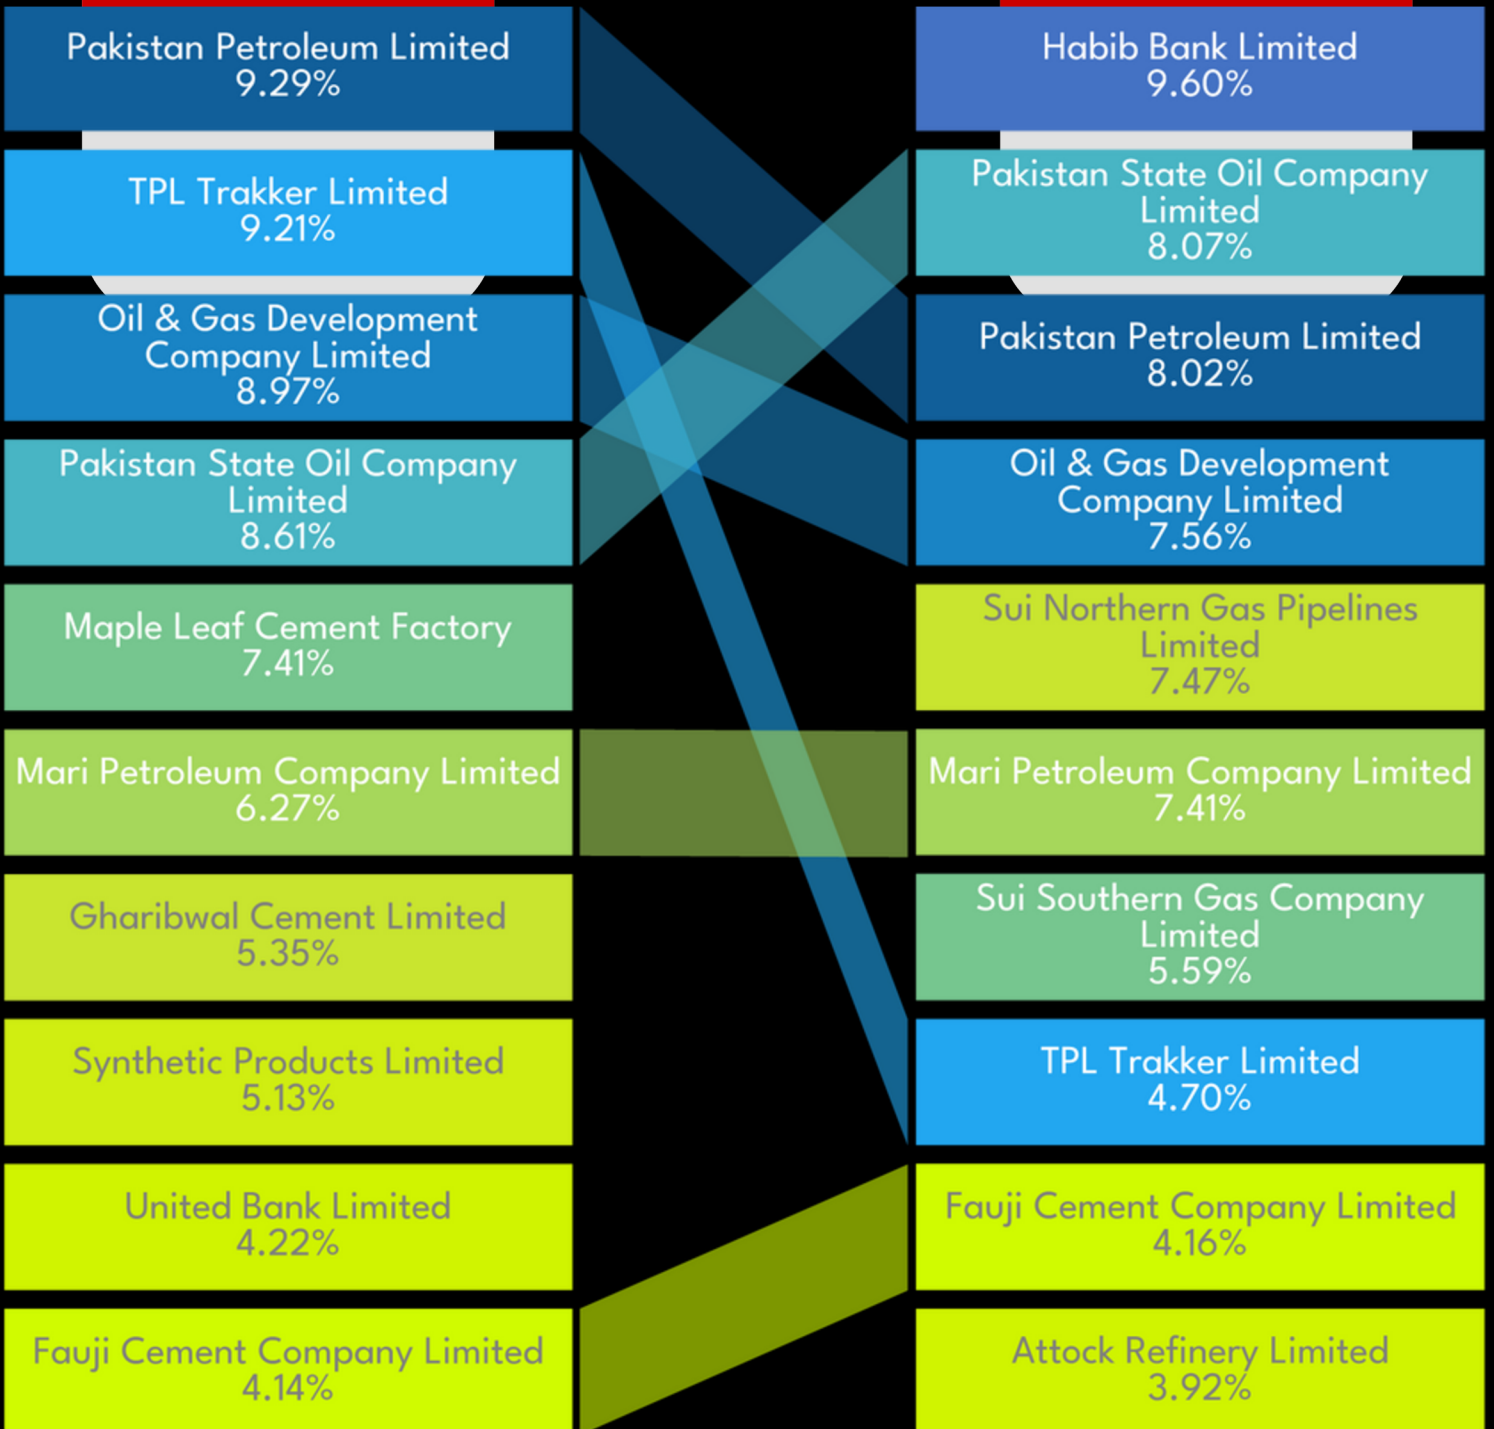 Pakistan Petroleum Limited
9.29%
TPL Trakker Limited
9.21%
Oil & Gas Development
Company Limited
8.97%
Pakistan State Oil Company
Limited
8.61%
Maple Leaf Cement Factory
7.41%
Mari Petroleum Company Limited
6.27%
Gharibwal Cement Limited
5.35%
Synthetic Products Limited
5.13%
United Bank Limited
4.22%
Fauji Cement Company Limited
4.14%
Habib Bank Limited
9.60%
Pakistan State Oil Company
Limited
8.07%
Pakistan Petroleum Limited
8.02%
Oil & Gas Development
Company Limited
7.56%
Sui Northern Gas Pipelines
Limited
7.47%
Mari Petroleum Company Limited
7.41%
Sui Southern Gas Company
Limited
5.59%
TPL Trakker Limited
4.70%
Fauji Cement Company Limited
4.16%
Attock Refinery Limited
3.92%